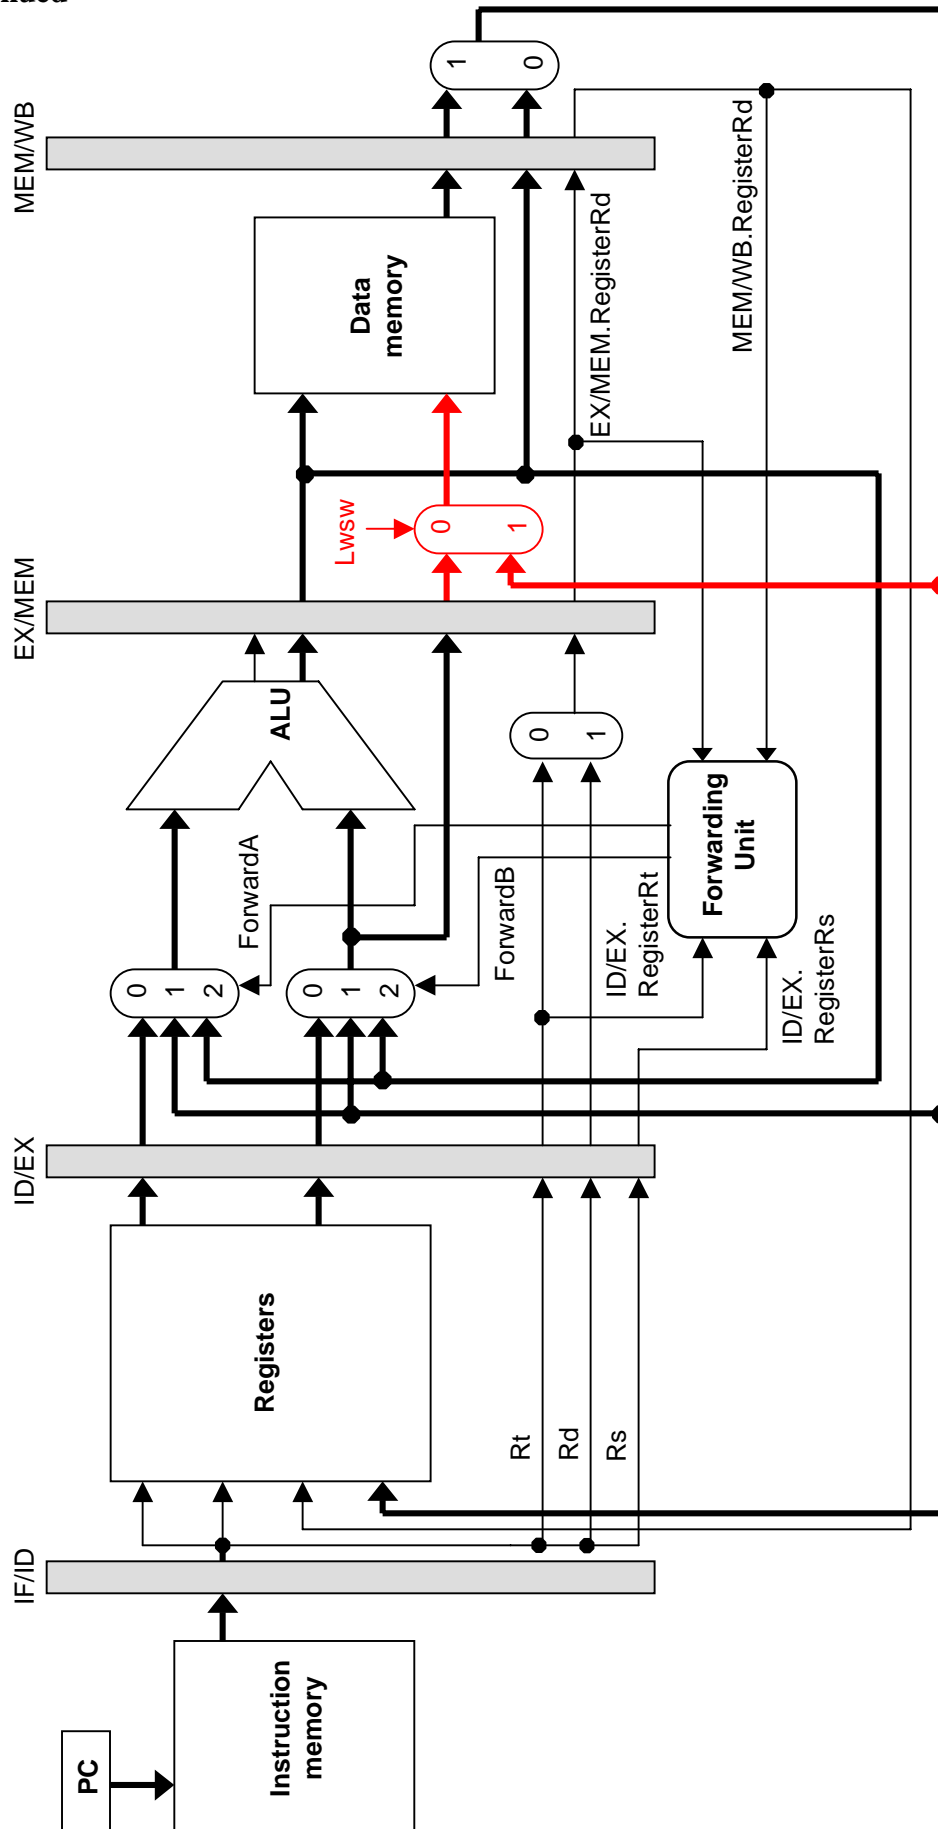 nued
PC
Instruction
memory
IF/ID
Rt
Rd
Rs
Registers
ID/EX
0
1
2
0
1
2
ForwardA
ForwardB
ID/EX.
RegisterRt
ID/EX.
RegisterRs
Forwarding
Unit
ALU
0
1
EX/MEM
Lwsw
0
1
Data
memory
EX/MEM.RegisterRd
MEM/WB.RegisterRd
MEM/WB
1
0